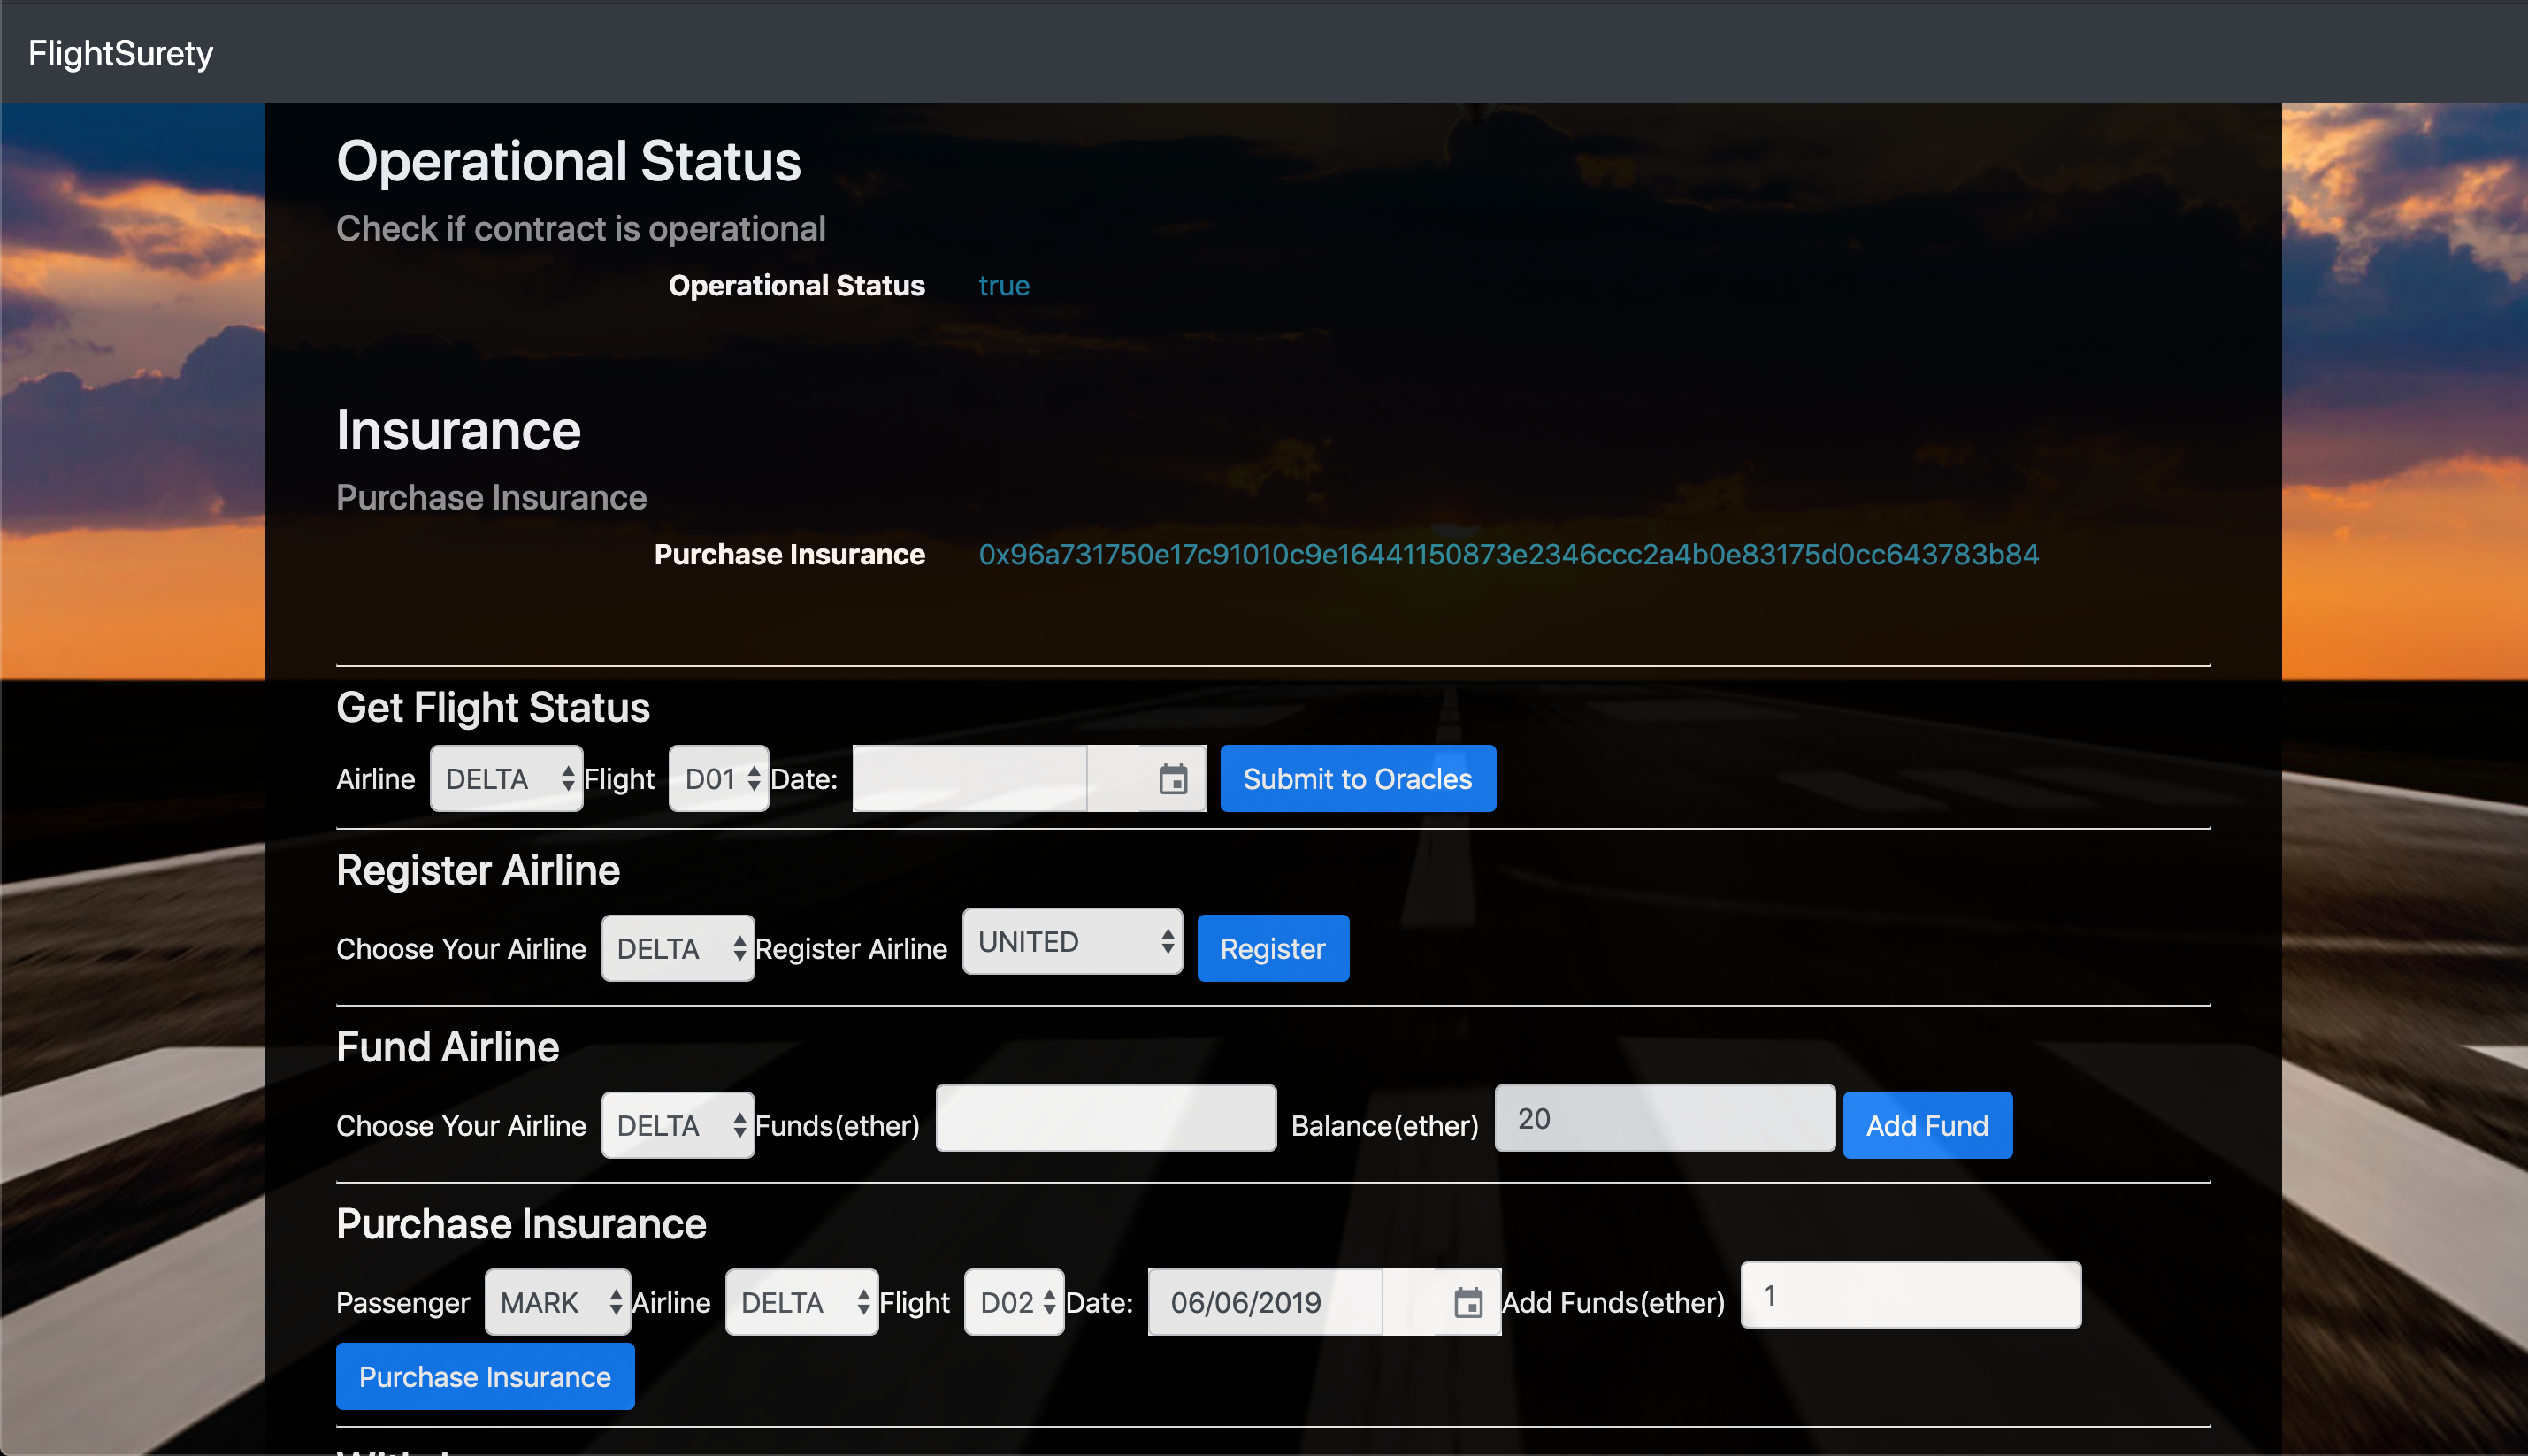 FlightSurety
Operational Status
Check if contract is operational
Operational Status true
Insurance
Purchase Insurance
Purchase Insurance 0x96a731750e17c91010c9e16441150873e2346ccc2a4b0e83175d0cc643783b84
Get Flight Status
Airline DELTA Flight D01 Date: Submit to Oracles
Register Airline
Choose Your Airline DELTA Register Airline UNITED Register
Fund Airline
Choose Your Airline DELTA Funds(ether) Balance(ether) 20 Add Fund
Purchase Insurance
Passenger MARK Airline DELTA Flight D02 Date: 06/06/2019 Add Funds(ether) 1
Purchase Insurance